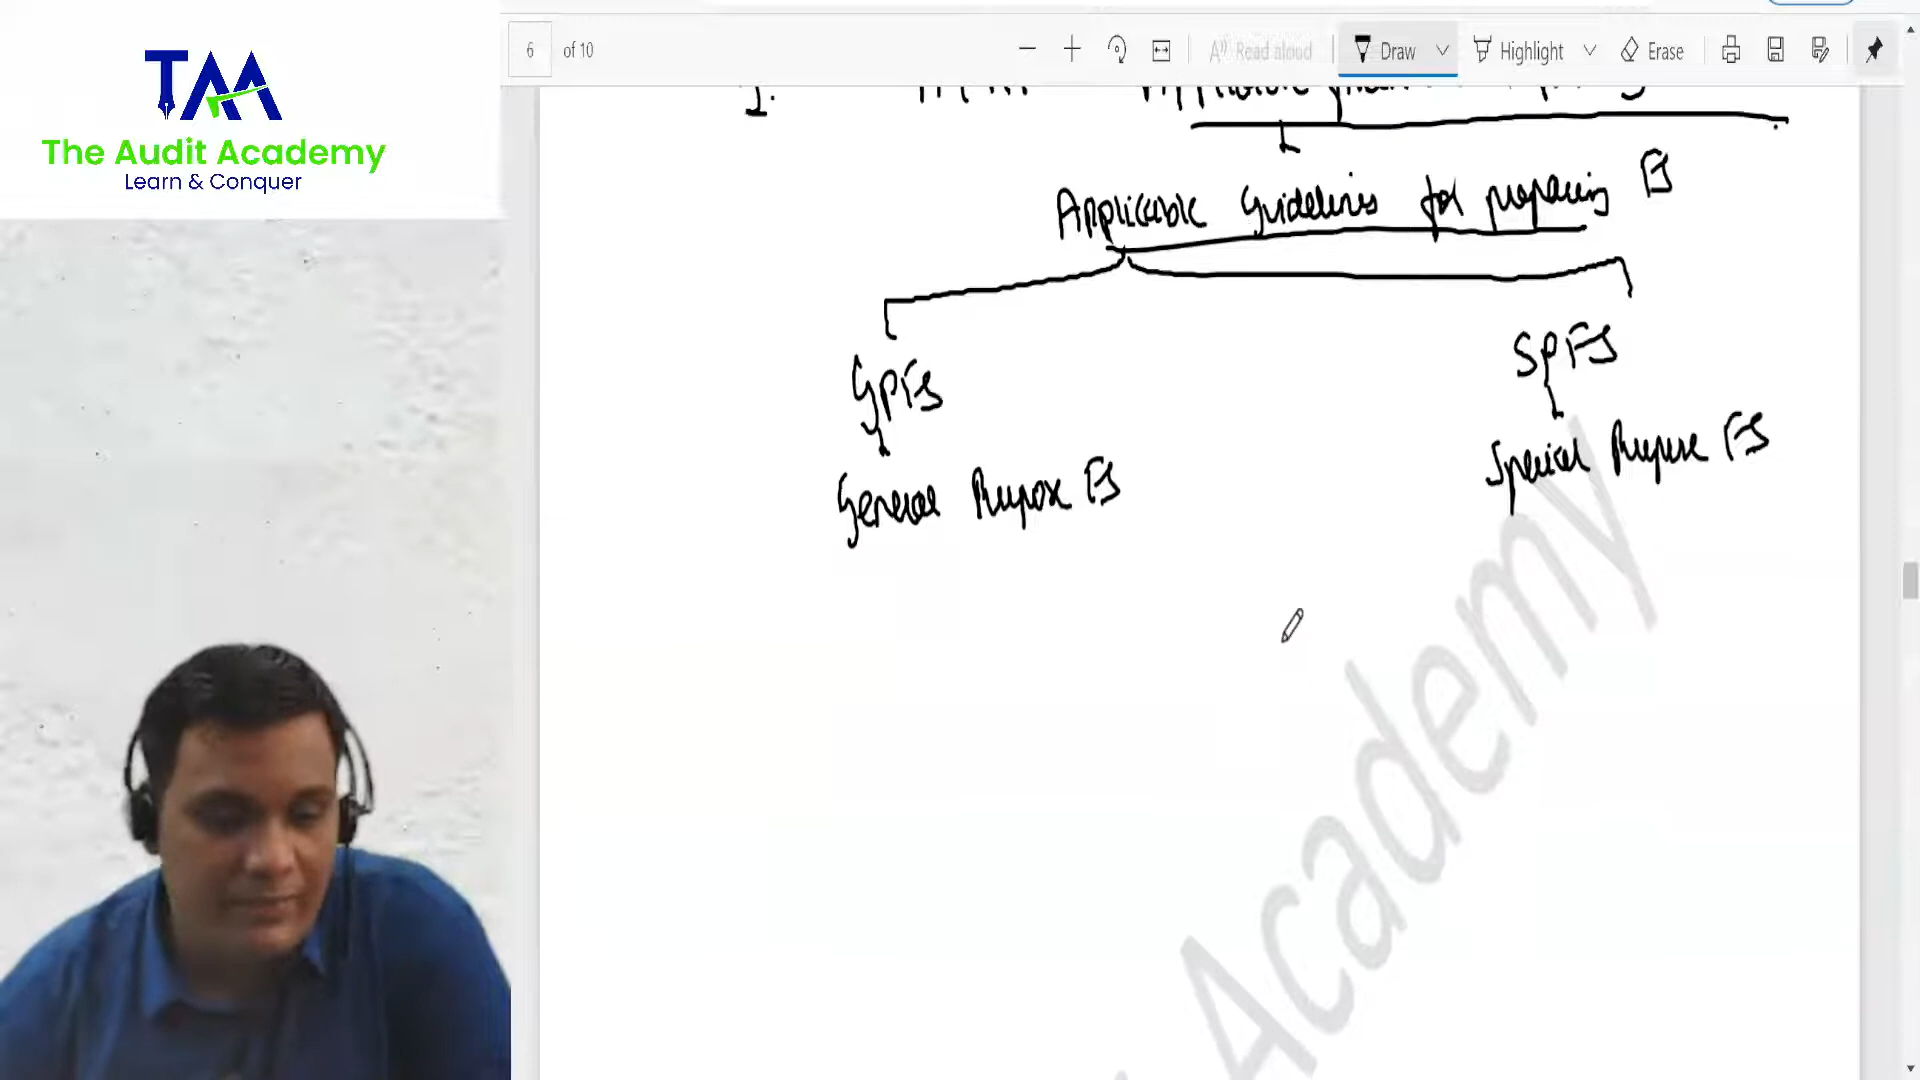 6 of 10
Read aloud
Draw
Highlight
Erase
TAA
The Audit Academy
Learn & Conquer
1.
Applicable Guidelines for preparing FS
GPFS
SPFS
General Purpose FS
Special Purpose FS
Academy